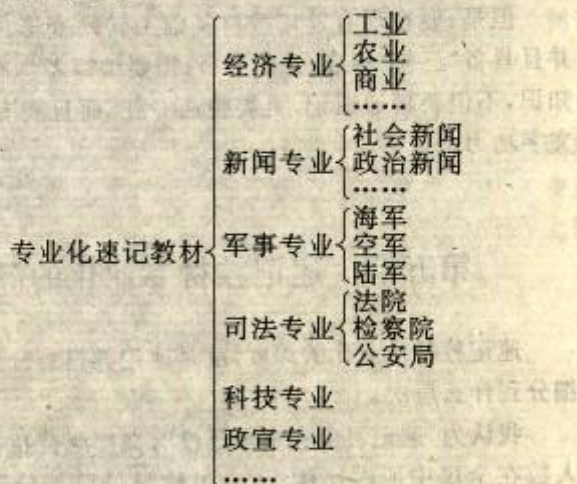 工业
经济专业 农业
商业
……
社会新闻
新闻专业 政治新闻
……
海军
专业化速记教材 军事专业 空军
陆军
法院
司法专业 检察院
公安局
科技专业
政宣专业
……